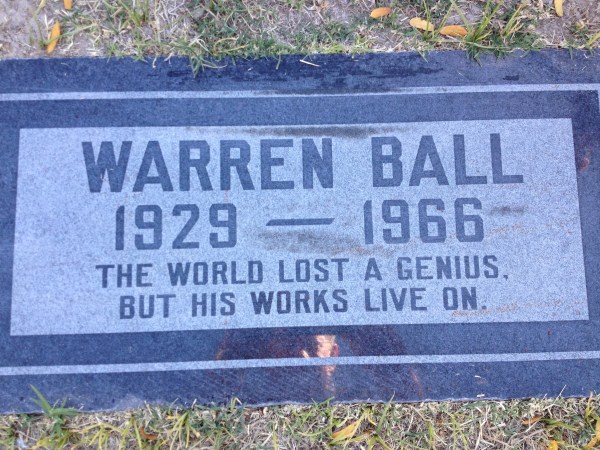 WARREN BALL
1929 — 1966
THE WORLD LOST A GENIUS,
BUT HIS WORKS LIVE ON.